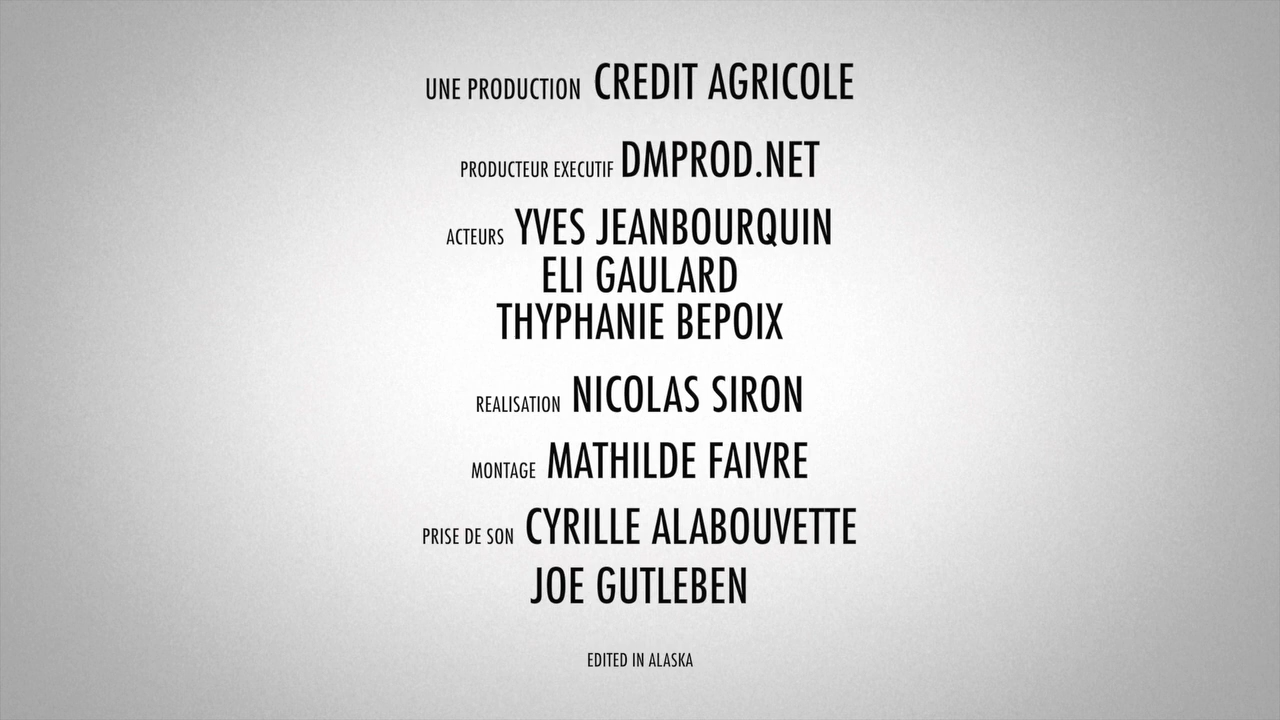 UNE PRODUCTION CREDIT AGRICOLE
PRODUCTEUR EXECUTIF DMPROD.NET
ACTEURS YVES JEANBOURQUIN
ELI GAULARD
THYPHANIE BEPOIX
REALISATION NICOLAS SIRON
MONTAGE MATHILDE FAIVRE
PRISE DE SON CYRILLE ALABOUVETTE
JOE GUTLEBEN
EDITED IN ALASKA